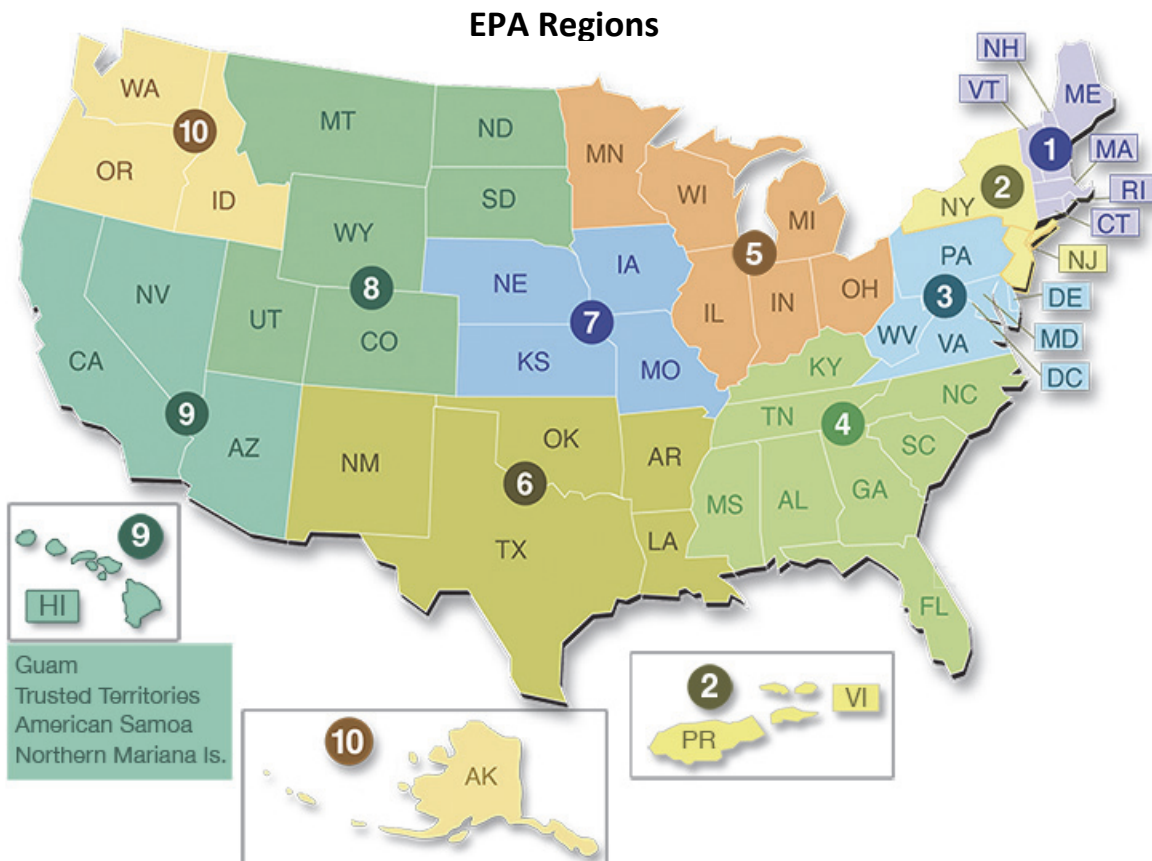 EPA Regions
NH
VT
ME
WA
MT
ND
MN
10
1
MA
OR
ID
SD
WI
MI
2
NY
RI
CT
WY
5
PA
NJ
NV
8
NE
IA
IL
IN
OH
3
DE
UT
CO
7
WV
VA
MD
CA
KS
MO
KY
DC
9
AZ
NM
OK
AR
TN
4
NC
SC
6
MS
AL
GA
TX
LA
9
HI
FL
Guam
Trusted Territories
American Samoa
Northern Mariana Is.
2
VI
PR
10
AK